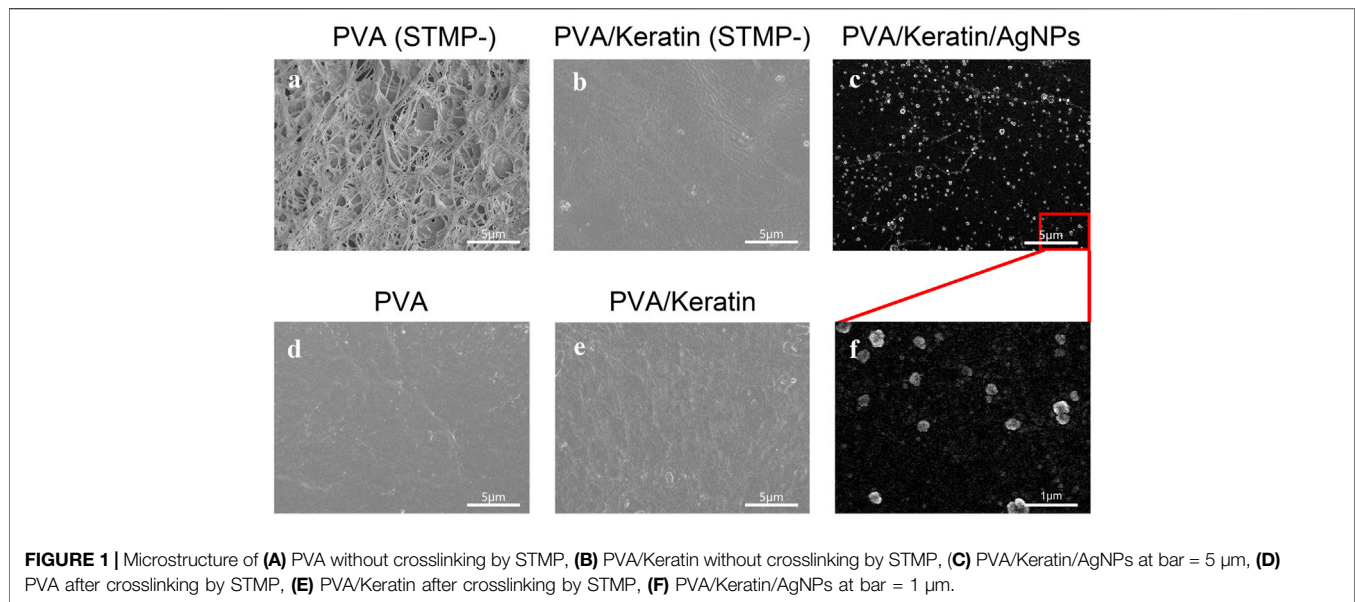 PVA (STMP-) PVA/Keratin (STMP-) PVA/Keratin/AgNPs
a b c
5µm 5µm 5µm
PVA PVA/Keratin
d e f
5µm 5µm 1µm
FIGURE 1 | Microstructure of (A) PVA without crosslinking by STMP, (B) PVA/Keratin without crosslinking by STMP, (C) PVA/Keratin/AgNPs at bar = 5 µm, (D)
PVA after crosslinking by STMP, (E) PVA/Keratin after crosslinking by STMP, (F) PVA/Keratin/AgNPs at bar = 1 µm.